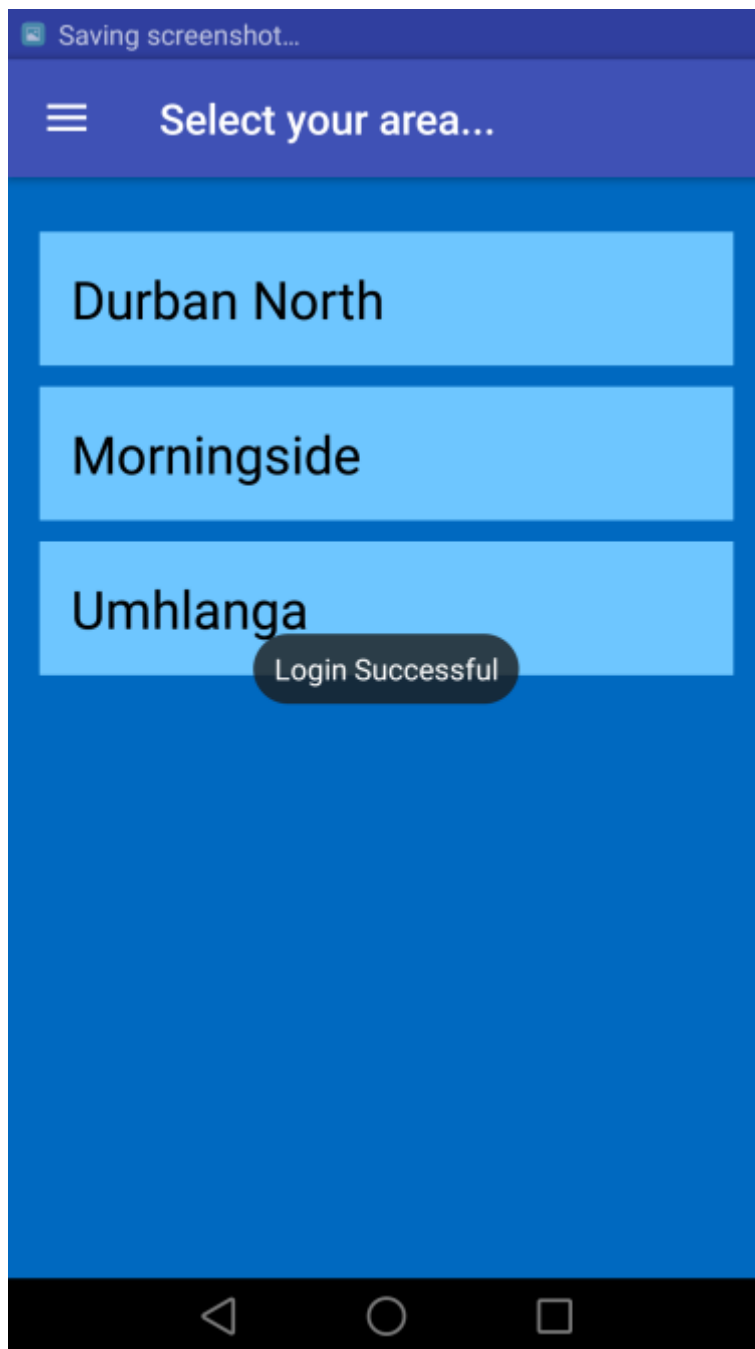 Saving screenshot...
Select your area...
Durban North
Morningside
Umhlanga
Login Successful